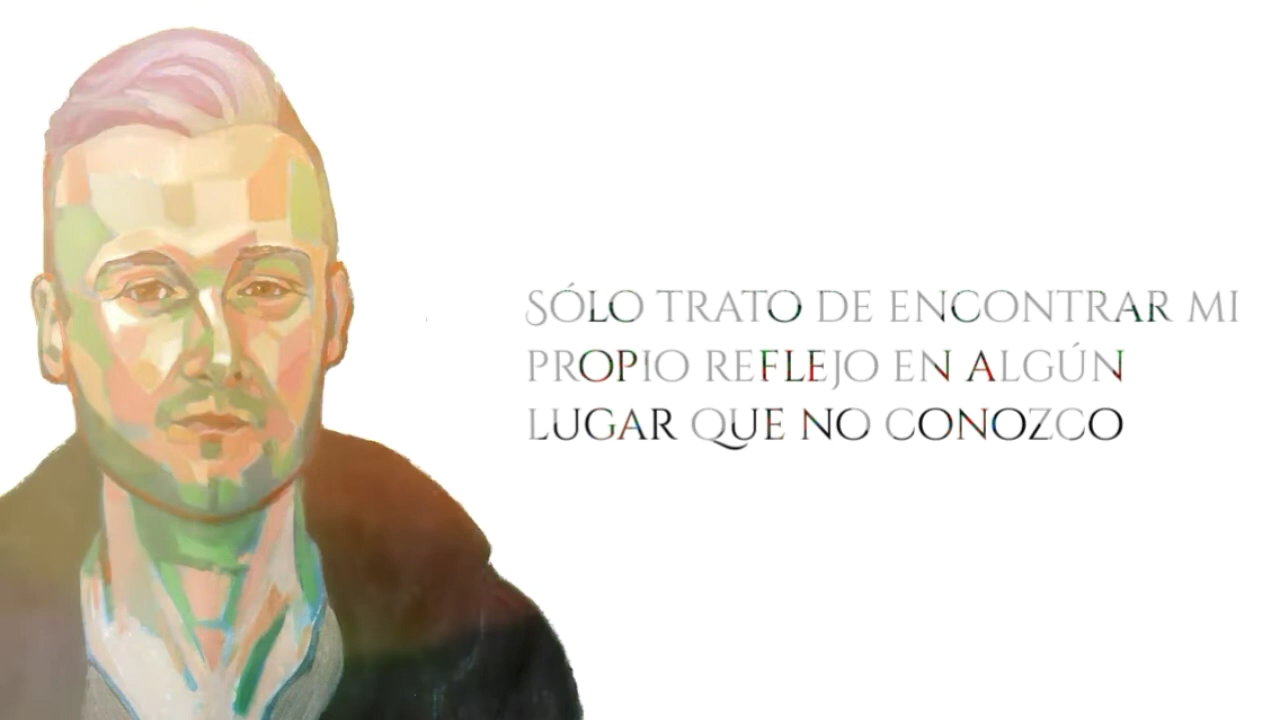 SÓLO TRATO DE ENCONTRAR MI
PROPIO REFLEJO EN ALGÚN
LUGAR QUE NO CONOZCO